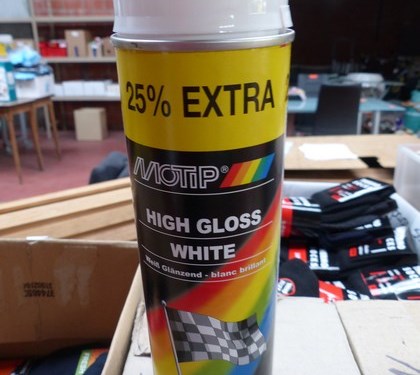 25% EXTRA
MOTIP®
HIGH GLOSS
WHITE
Weiß Glänzend - blanc brillant